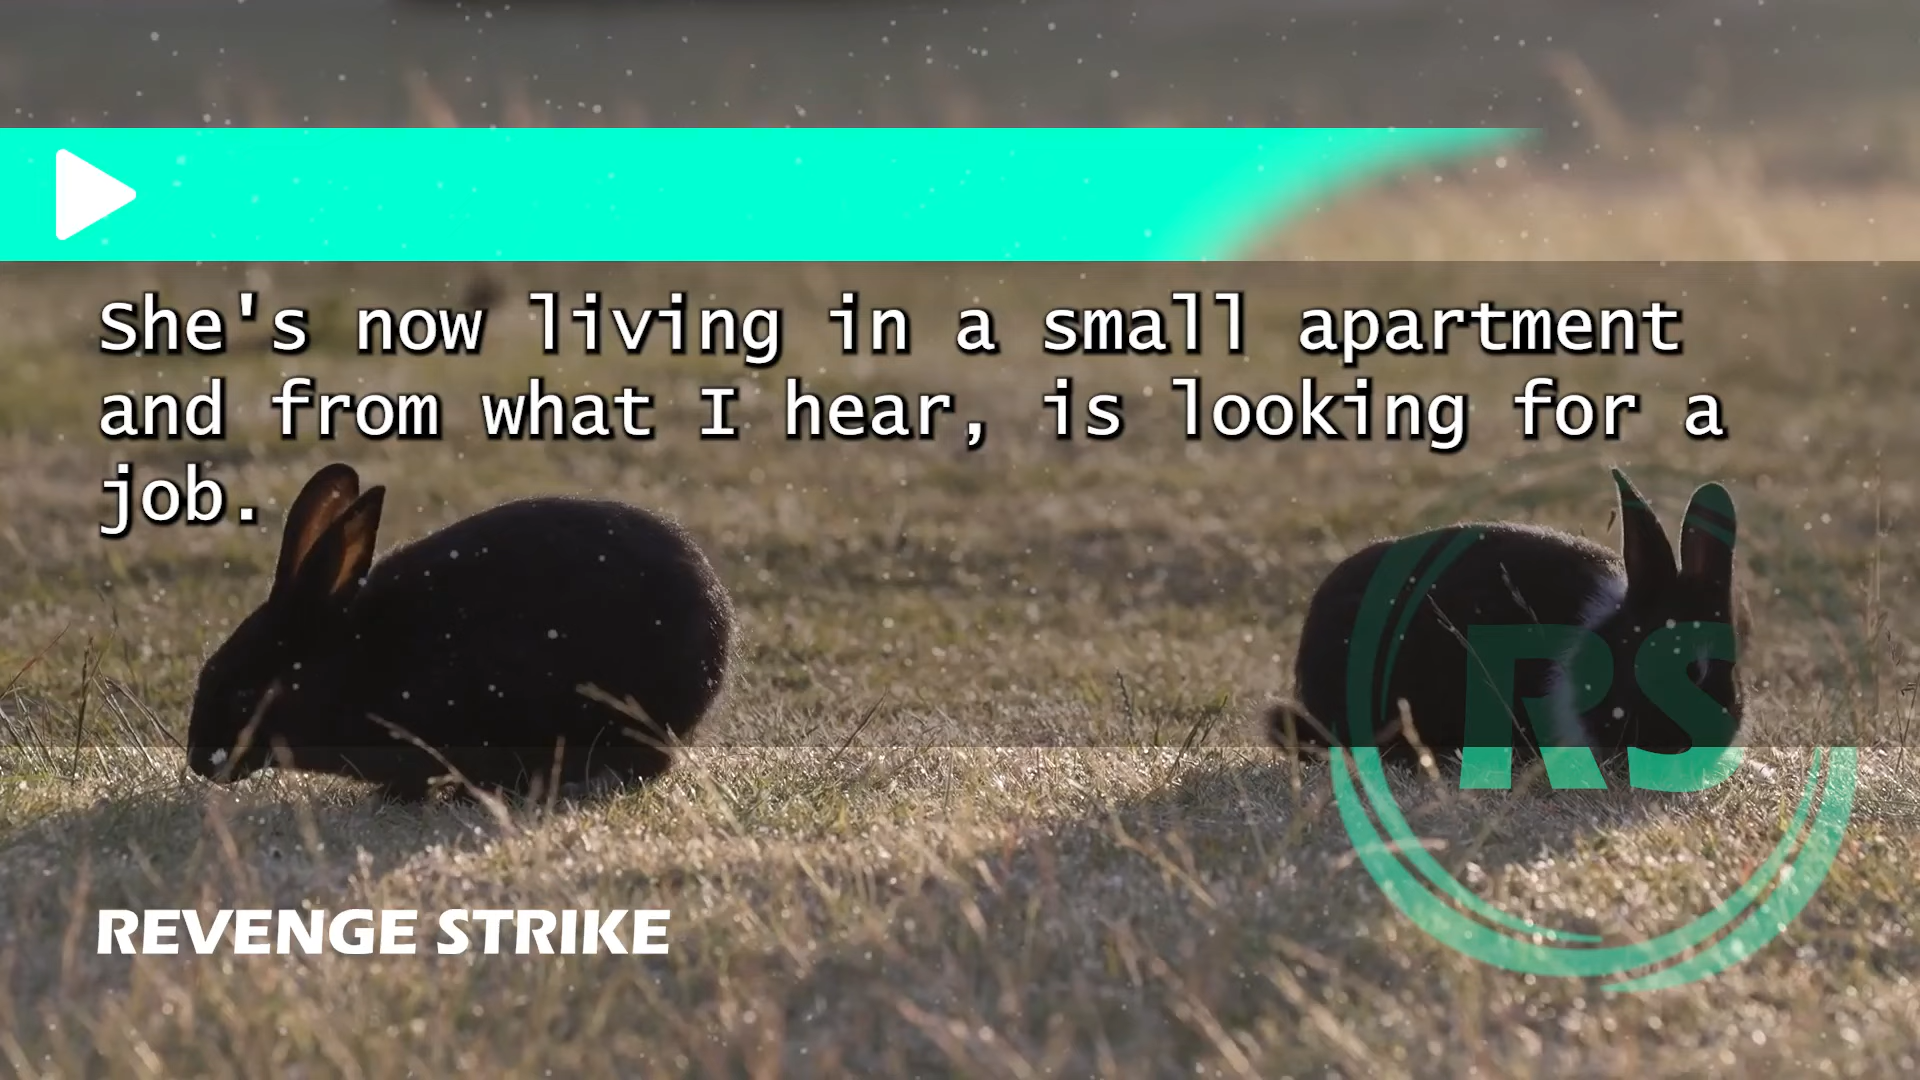 She's now living in a small apartment
and from what I hear, is looking for a
job.
RS
REVENGE STRIKE